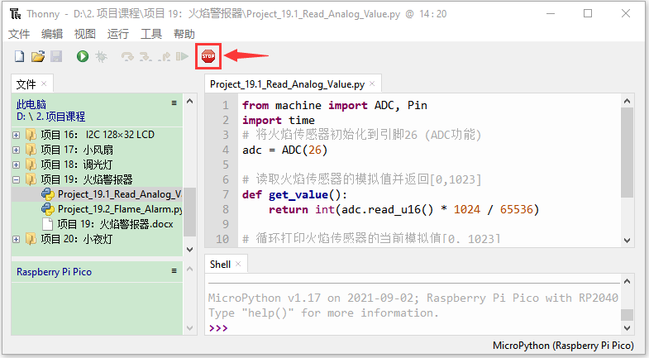 Thonny - D:\2. 项目课程\项目 19：火焰警报器\Project_19.1_Read_Analog_Value.py @ 14 : 20
文件 编辑 视图 运行 工具 帮助
STOP
文件
此电脑
D: \ 2. 项目课程
项目 16： I2C 128×32 LCD
项目 17：小风扇
项目 18：调光灯
项目 19：火焰警报器
Project_19.1_Read_Analog_V
Project_19.2_Flame_Alarm.py
项目 19：火焰警报器.docx
项目 20：小夜灯
Raspberry Pi Pico
Project_19.1_Read_Analog_Value.py
1 from machine import ADC, Pin
2 import time
3 # 将火焰传感器初始化到引脚26 (ADC功能)
4 adc = ADC(26)
5
6 # 读取火焰传感器的模拟值并返回[0,1023]
7 def get_value():
8 return int(adc.read_u16() * 1024 / 65536)
9
10 # 循环打印火焰传感器的当前模拟值[0, 1023]
Shell
MicroPython v1.17 on 2021-09-02; Raspberry Pi Pico with RP2040
Type "help()" for more information.
>>>
MicroPython (Raspberry Pi Pico)